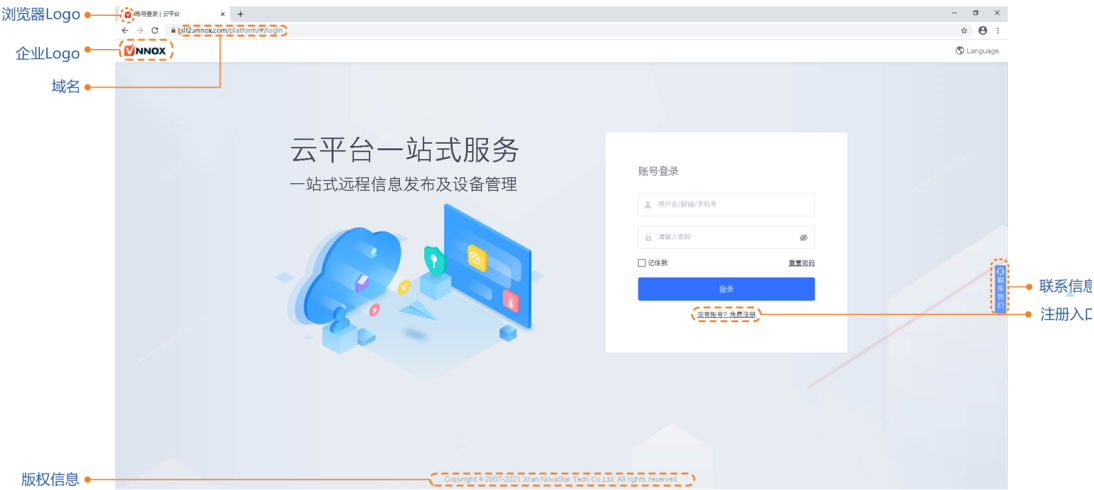 浏览器Logo
账号登录 | 云平台
slt2.vnnox.com/platform/#/login
企业Logo
VNNOX
Language
域名
云平台一站式服务
一站式远程信息发布及设备管理
账号登录
用户名/邮箱/手机号
请输入密码
记住我
重置密码
登录
没有账号? 免费注册
联系我们
联系信息
注册入口
版权信息
Copyright © 2007-2021 Xi'an NovaStar Tech Co.,Ltd. All rights reserved.